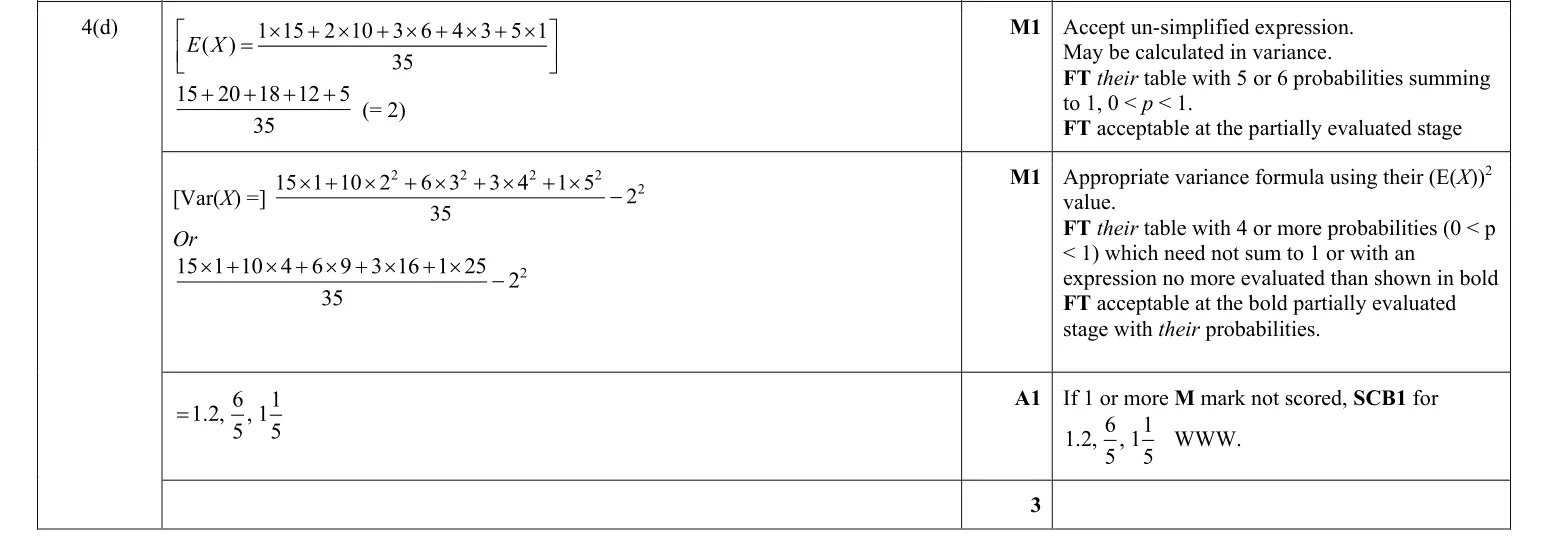 4(d)
[E(X) = (1×15 + 2×10 + 3×6 + 4×3 + 5×1)/35]
(15 + 20 + 18 + 12 + 5)/35 (= 2)
M1
Accept un-simplified expression.
May be calculated in variance.
FT their table with 5 or 6 probabilities summing
to 1, 0 < p < 1.
FT acceptable at the partially evaluated stage
[Var(X) =] (15×1 + 10×2² + 6×3² + 3×4² + 1×5²)/35 − 2²
Or
(15×1 + 10×4 + 6×9 + 3×16 + 1×25)/35 − 2²
M1
Appropriate variance formula using their (E(X))²
value.
FT their table with 4 or more probabilities (0 < p
< 1) which need not sum to 1 or with an
expression no more evaluated than shown in bold
FT acceptable at the bold partially evaluated
stage with their probabilities.
= 1.2, 6/5, 1 1/5
A1
If 1 or more M mark not scored, SCB1 for
1.2, 6/5, 1 1/5 WWW.
3